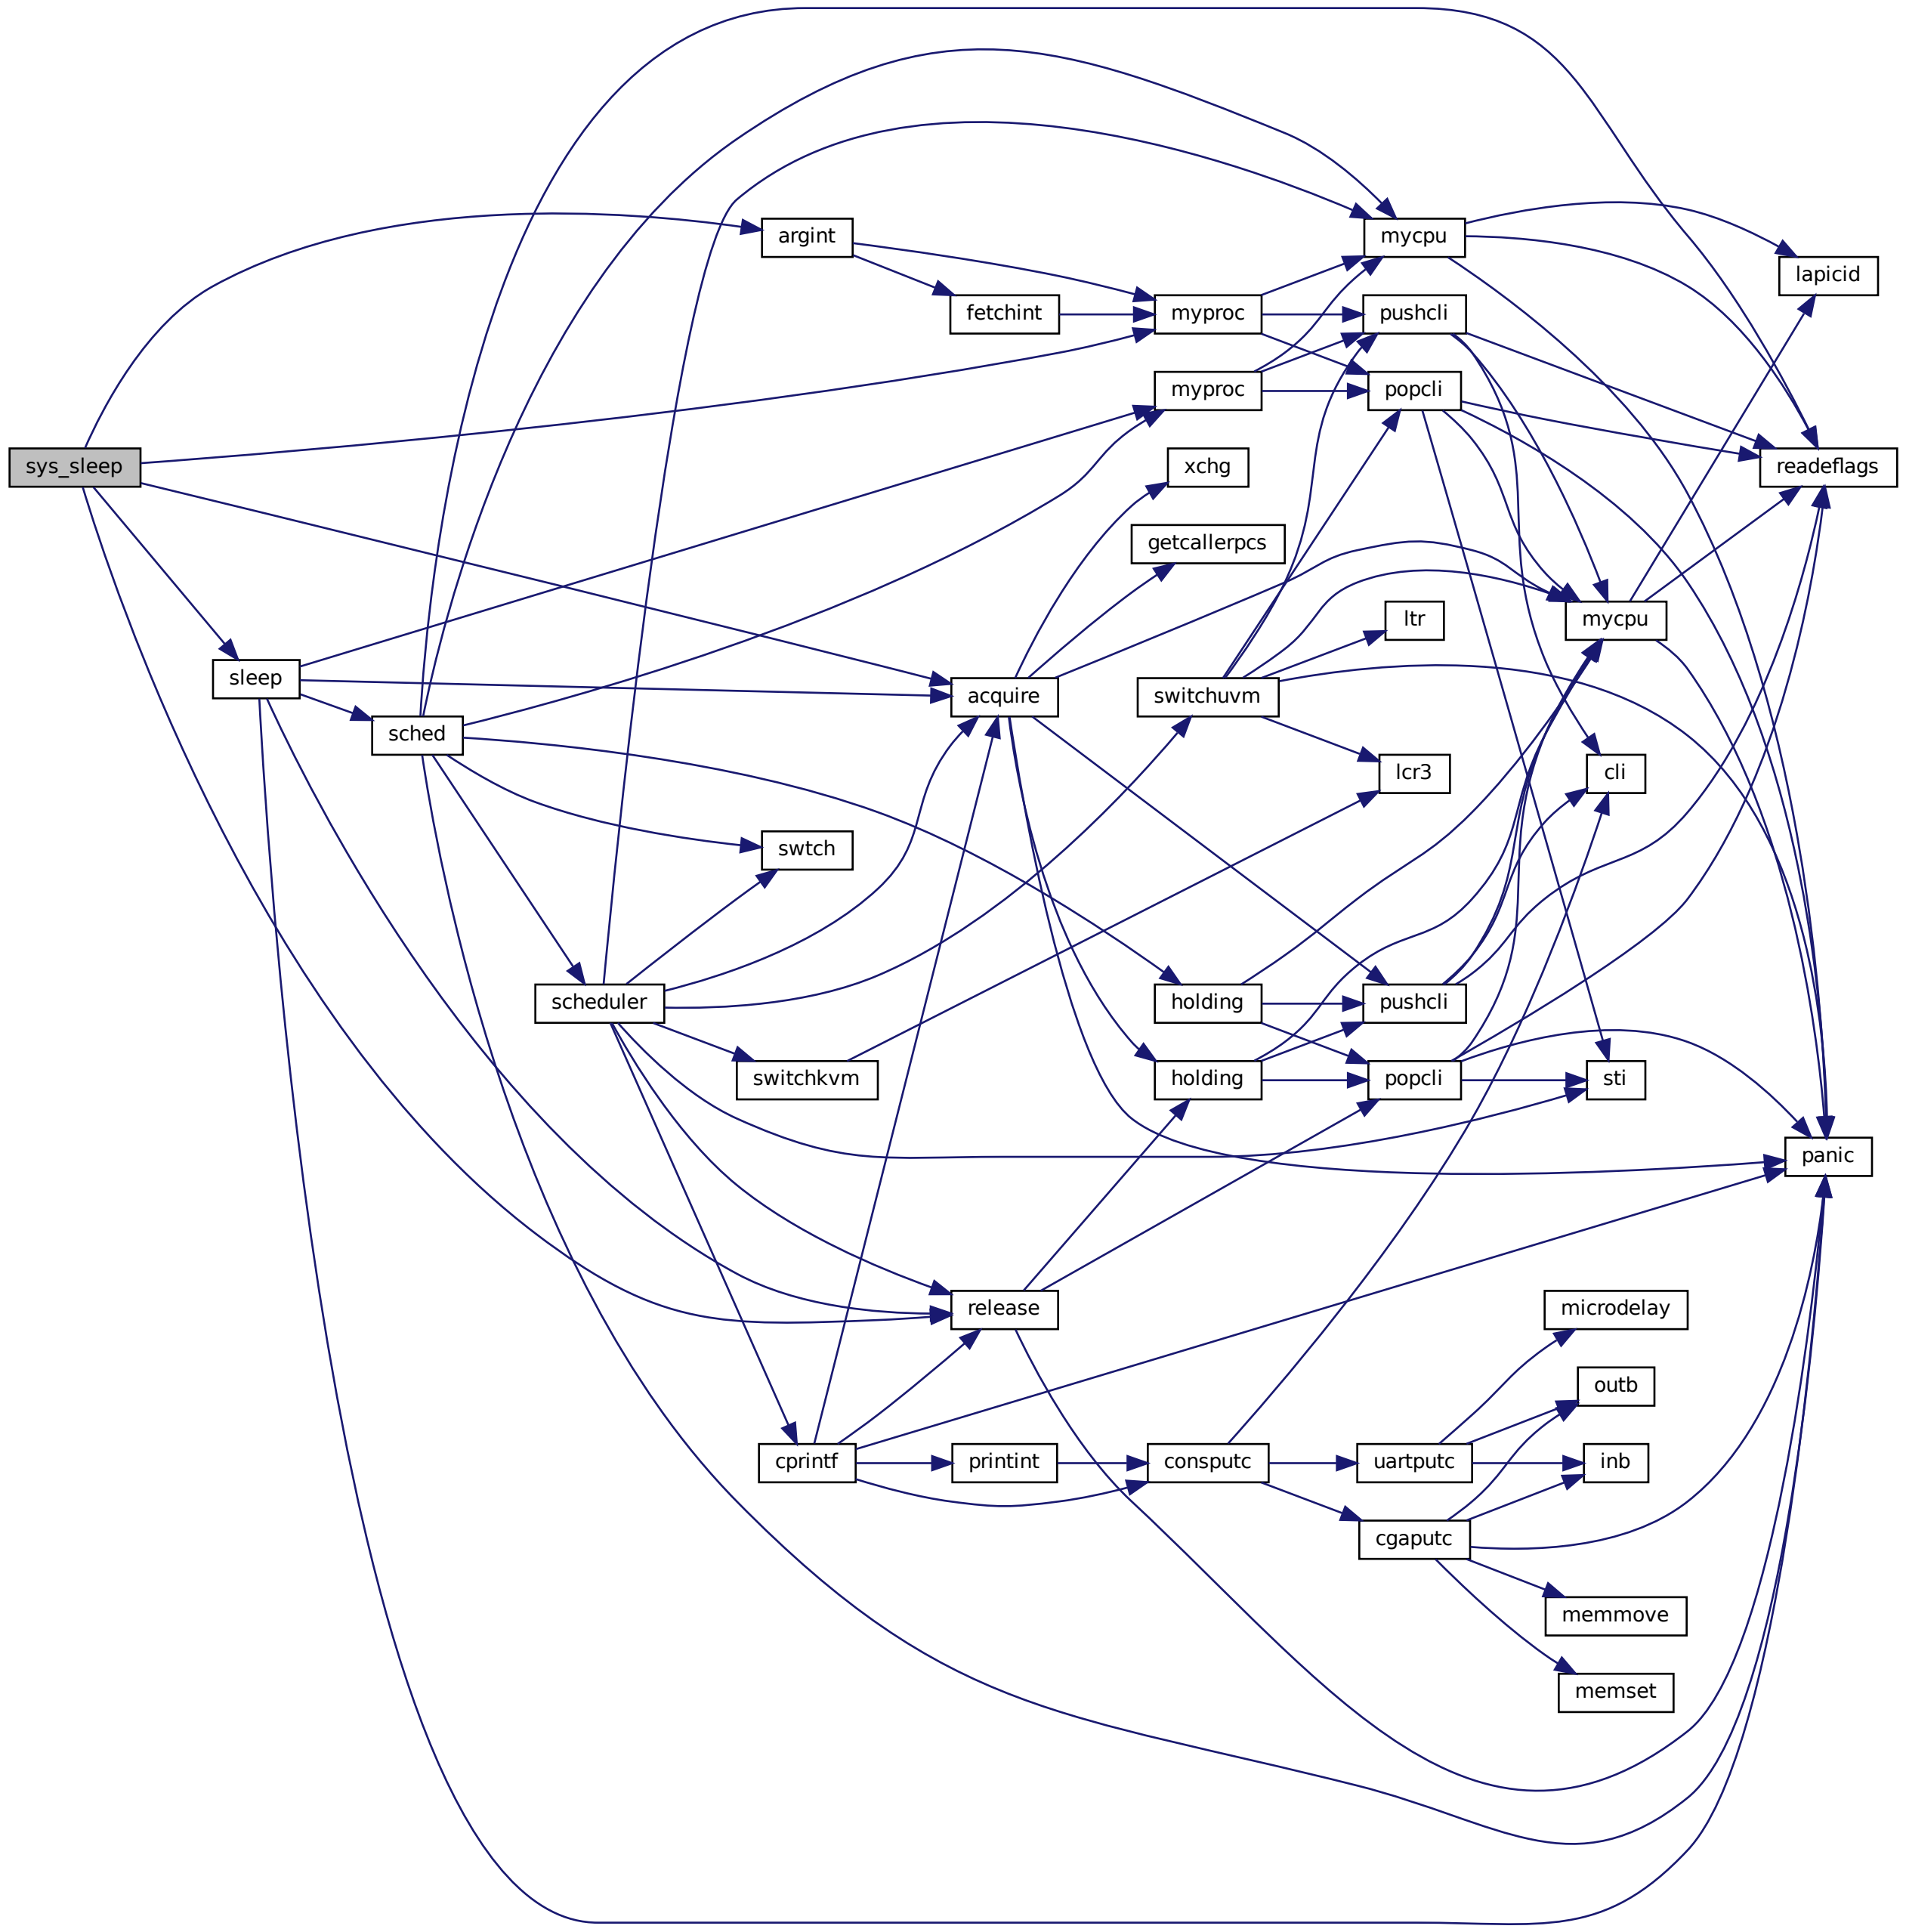 sys_sleep
sleep
sched
scheduler
argint
swtch
switchkvm
cprintf
fetchint
acquire
release
printint
myproc
myproc
xchg
getcallerpcs
switchuvm
holding
holding
consputc
mycpu
pushcli
popcli
ltr
lcr3
pushcli
popcli
uartputc
cgaputc
mycpu
cli
sti
microdelay
outb
inb
memmove
memset
lapicid
readeflags
panic